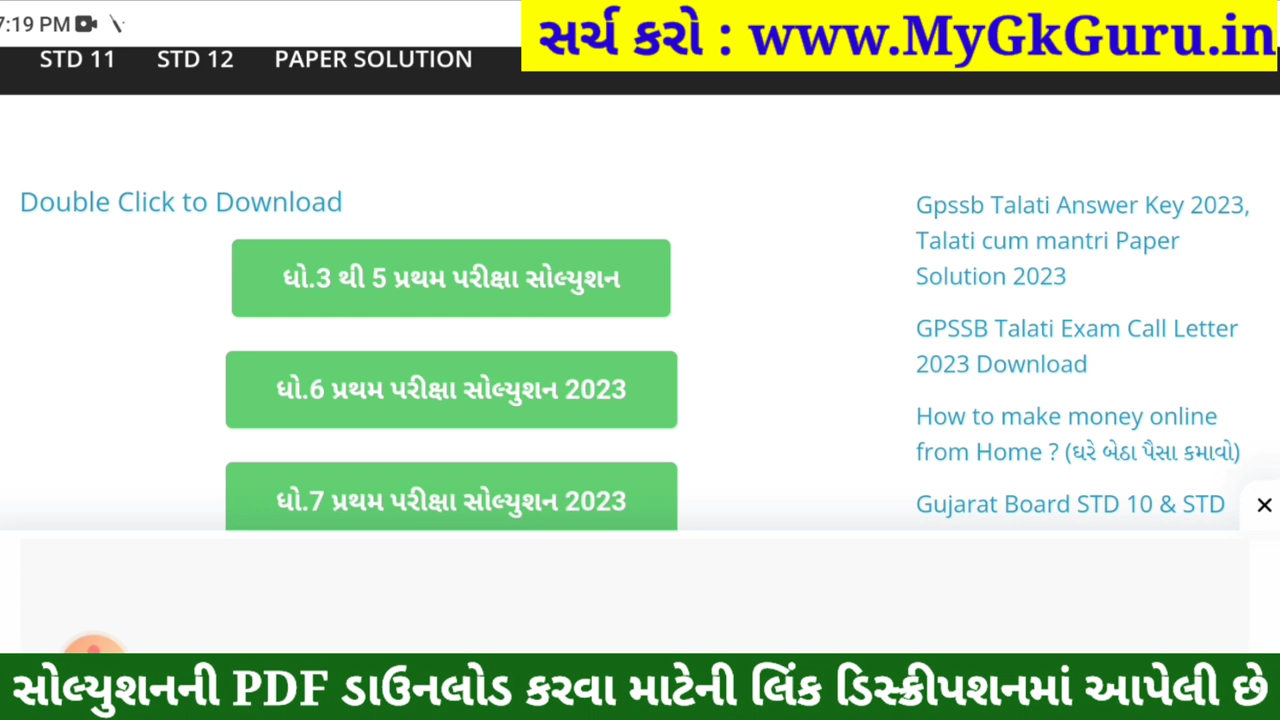 7:19 PM
સર્ચ કરો : www.MyGkGuru.in
STD 11 STD 12 PAPER SOLUTION
Double Click to Download
ધો.3 થી 5 પ્રથમ પરીક્ષા સોલ્યુશન
ધો.6 પ્રથમ પરીક્ષા સોલ્યુશન 2023
ધો.7 પ્રથમ પરીક્ષા સોલ્યુશન 2023
Gpssb Talati Answer Key 2023,
Talati cum mantri Paper
Solution 2023
GPSSB Talati Exam Call Letter
2023 Download
How to make money online
from Home ? (ઘરે બેઠા પૈસા કમાવો)
Gujarat Board STD 10 & STD
સોલ્યુશનની PDF ડાઉનલોડ કરવા માટેની લિંક ડિસ્ક્રીપશનમાં આપેલી છે